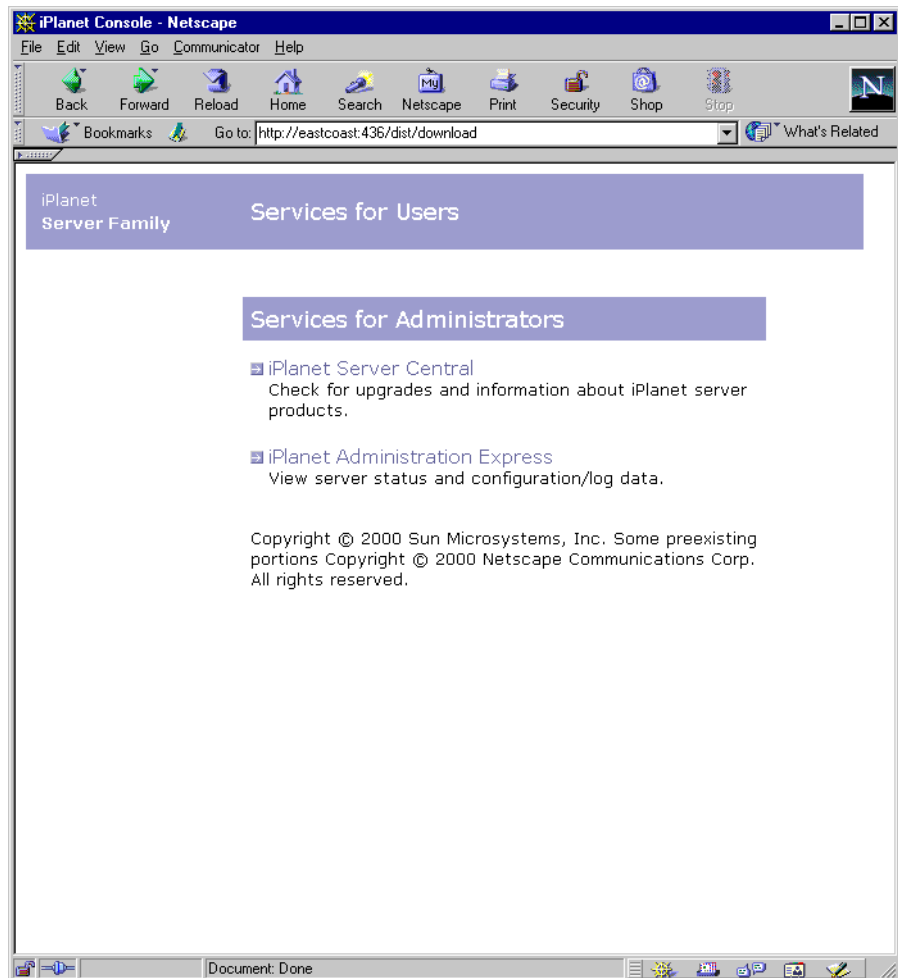 iPlanet Console - Netscape
File Edit View Go Communicator Help
Back Forward Reload Home Search Netscape Print Security Shop Stop
My
N
Bookmarks Go to: http://eastcoast:436/dist/download What's Related
iPlanet
Server Family
Services for Users
Services for Administrators
iPlanet Server Central
Check for upgrades and information about iPlanet server
products.
iPlanet Administration Express
View server status and configuration/log data.
Copyright © 2000 Sun Microsystems, Inc. Some preexisting
portions Copyright © 2000 Netscape Communications Corp.
All rights reserved.
Document: Done